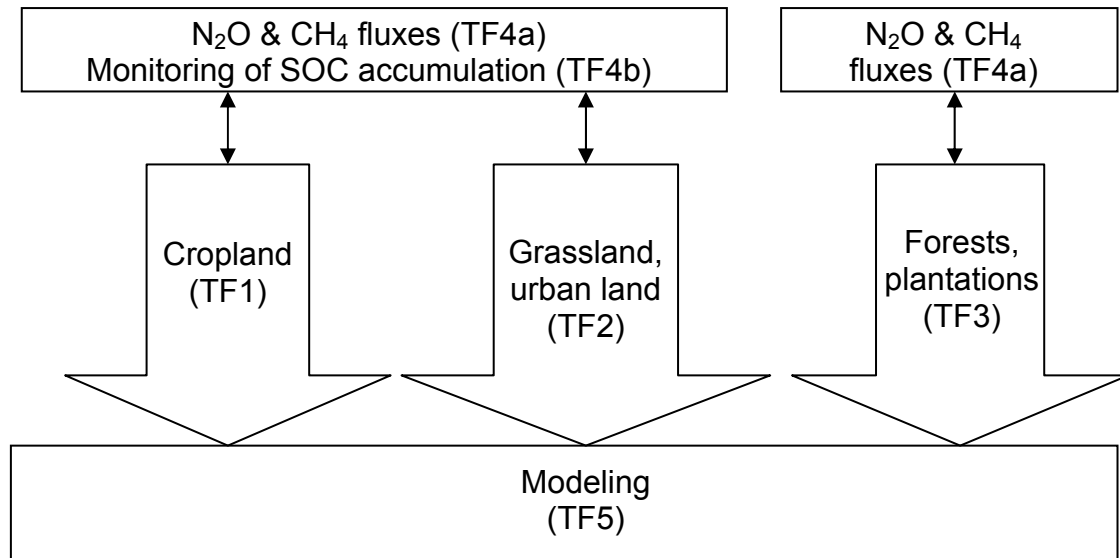 N₂O & CH₄ fluxes (TF4a)
Monitoring of SOC accumulation (TF4b)
N₂O & CH₄
fluxes (TF4a)
Cropland
(TF1)
Grassland,
urban land
(TF2)
Forests,
plantations
(TF3)
Modeling
(TF5)